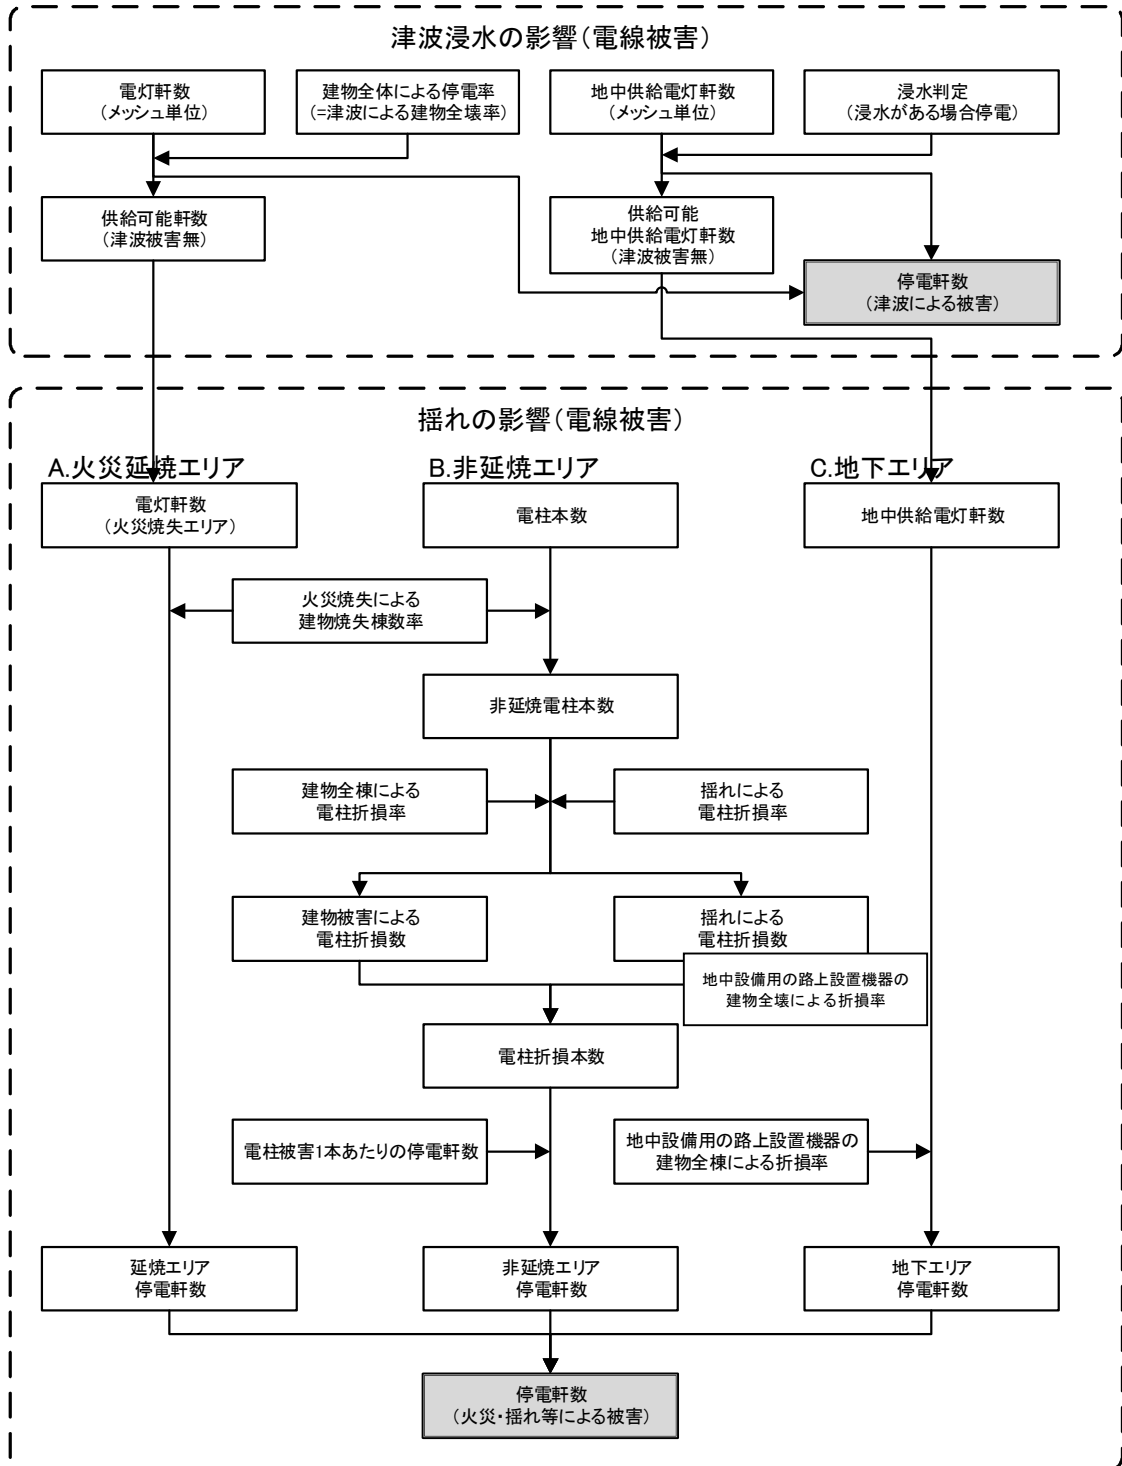 津波浸水の影響(電線被害)
電灯軒数
(メッシュ単位)
建物全体による停電率
(=津波による建物全壊率)
地中供給電灯軒数
(メッシュ単位)
浸水判定
(浸水がある場合停電)
供給可能軒数
(津波被害無)
供給可能
地中供給電灯軒数
(津波被害無)
停電軒数
(津波による被害)
揺れの影響(電線被害)
A.火災延焼エリア
B.非延焼エリア
C.地下エリア
電灯軒数
(火災焼失エリア)
電柱本数
地中供給電灯軒数
火災焼失による
建物焼失棟数率
非延焼電柱本数
建物全棟による
電柱折損率
揺れによる
電柱折損率
建物被害による
電柱折損数
揺れによる
電柱折損数
地中設備用の路上設置機器の
建物全壊による折損率
電柱折損本数
電柱被害1本あたりの停電軒数
地中設備用の路上設置機器の
建物全棟による折損率
延焼エリア
停電軒数
非延焼エリア
停電軒数
地下エリア
停電軒数
停電軒数
(火災・揺れ等による被害)